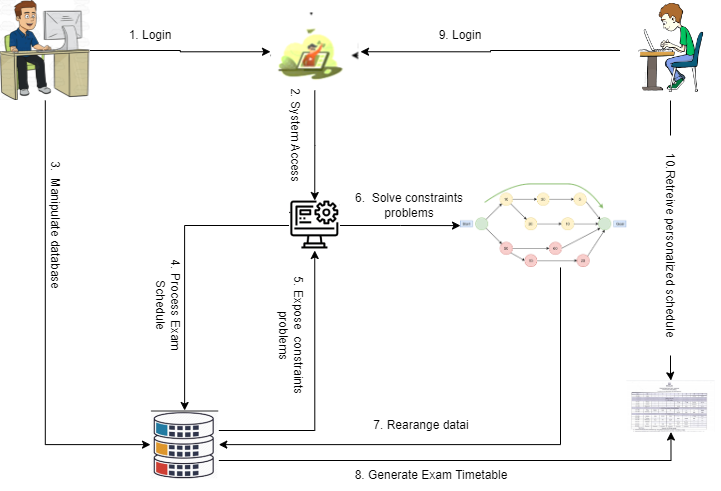 1. Login
9. Login
2. System Access
3. Manipulate database
10.Retreive personalized schedule
6. Solve constraints
problems
4. Process Exam
Schedule
5. Expose constraints
problems
7. Rearange datai
8. Generate Exam Timetable